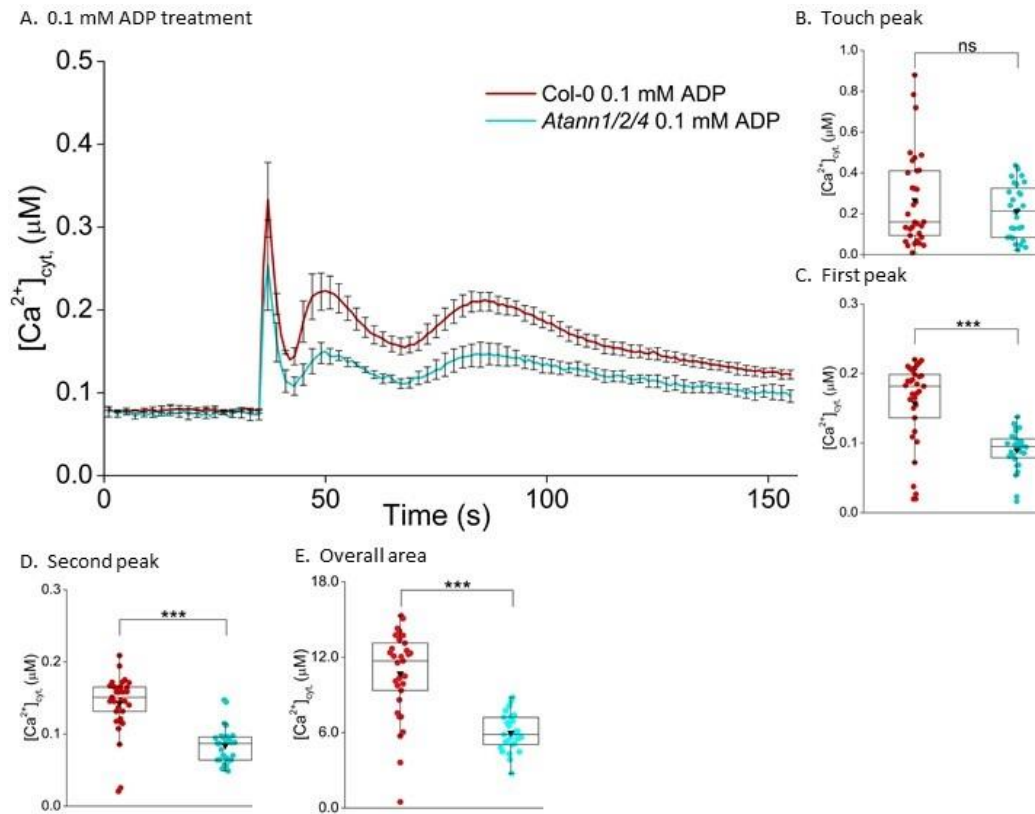 A. 0.1 mM ADP treatment
0.5
0.4
0.3
0.2
0.1
0.0
[Ca2+]cyt. (μM)
Col-0 0.1 mM ADP
Atann1/2/4 0.1 mM ADP
0
50
100
150
Time (s)
B. Touch peak
1.0
0.8
0.6
0.4
0.2
0.0
[Ca2+]cyt. (μM)
ns
C. First peak
0.3
0.2
0.1
0.0
[Ca2+]cyt. (μM)
***
D. Second peak
0.3
0.2
0.1
0.0
[Ca2+]cyt. (μM)
***
E. Overall area
18.0
12.0
6.0
0.0
[Ca2+]cyt. (μM)
***